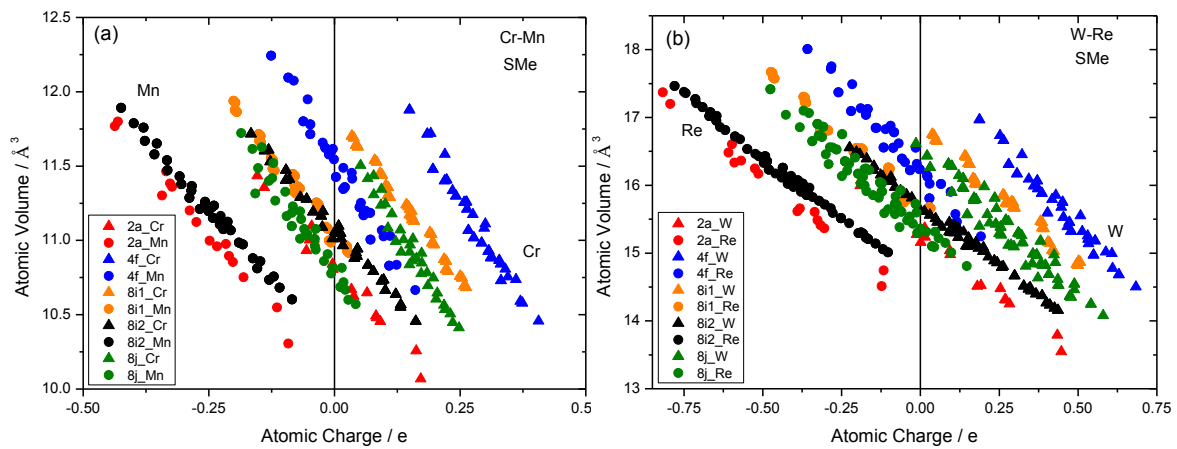 (a)
Cr-Mn
SMe
Mn
Cr
2a_Cr
2a_Mn
4f_Cr
4f_Mn
8i1_Cr
8i1_Mn
8i2_Cr
8i2_Mn
8j_Cr
8j_Mn
12.5
12.0
11.5
11.0
10.5
10.0
Atomic Volume / Å³
-0.50 -0.25 0.00 0.25 0.5
Atomic Charge / e
(b)
W-Re
SMe
Re
W
2a_W
2a_Re
4f_W
4f_Re
8i1_W
8i1_Re
8i2_W
8i2_Re
8j_W
8j_Re
18
17
16
15
14
13
Atomic Volume / Å³
-0.75 -0.50 -0.25 0.00 0.25 0.50 0.75
Atomic Charge / e